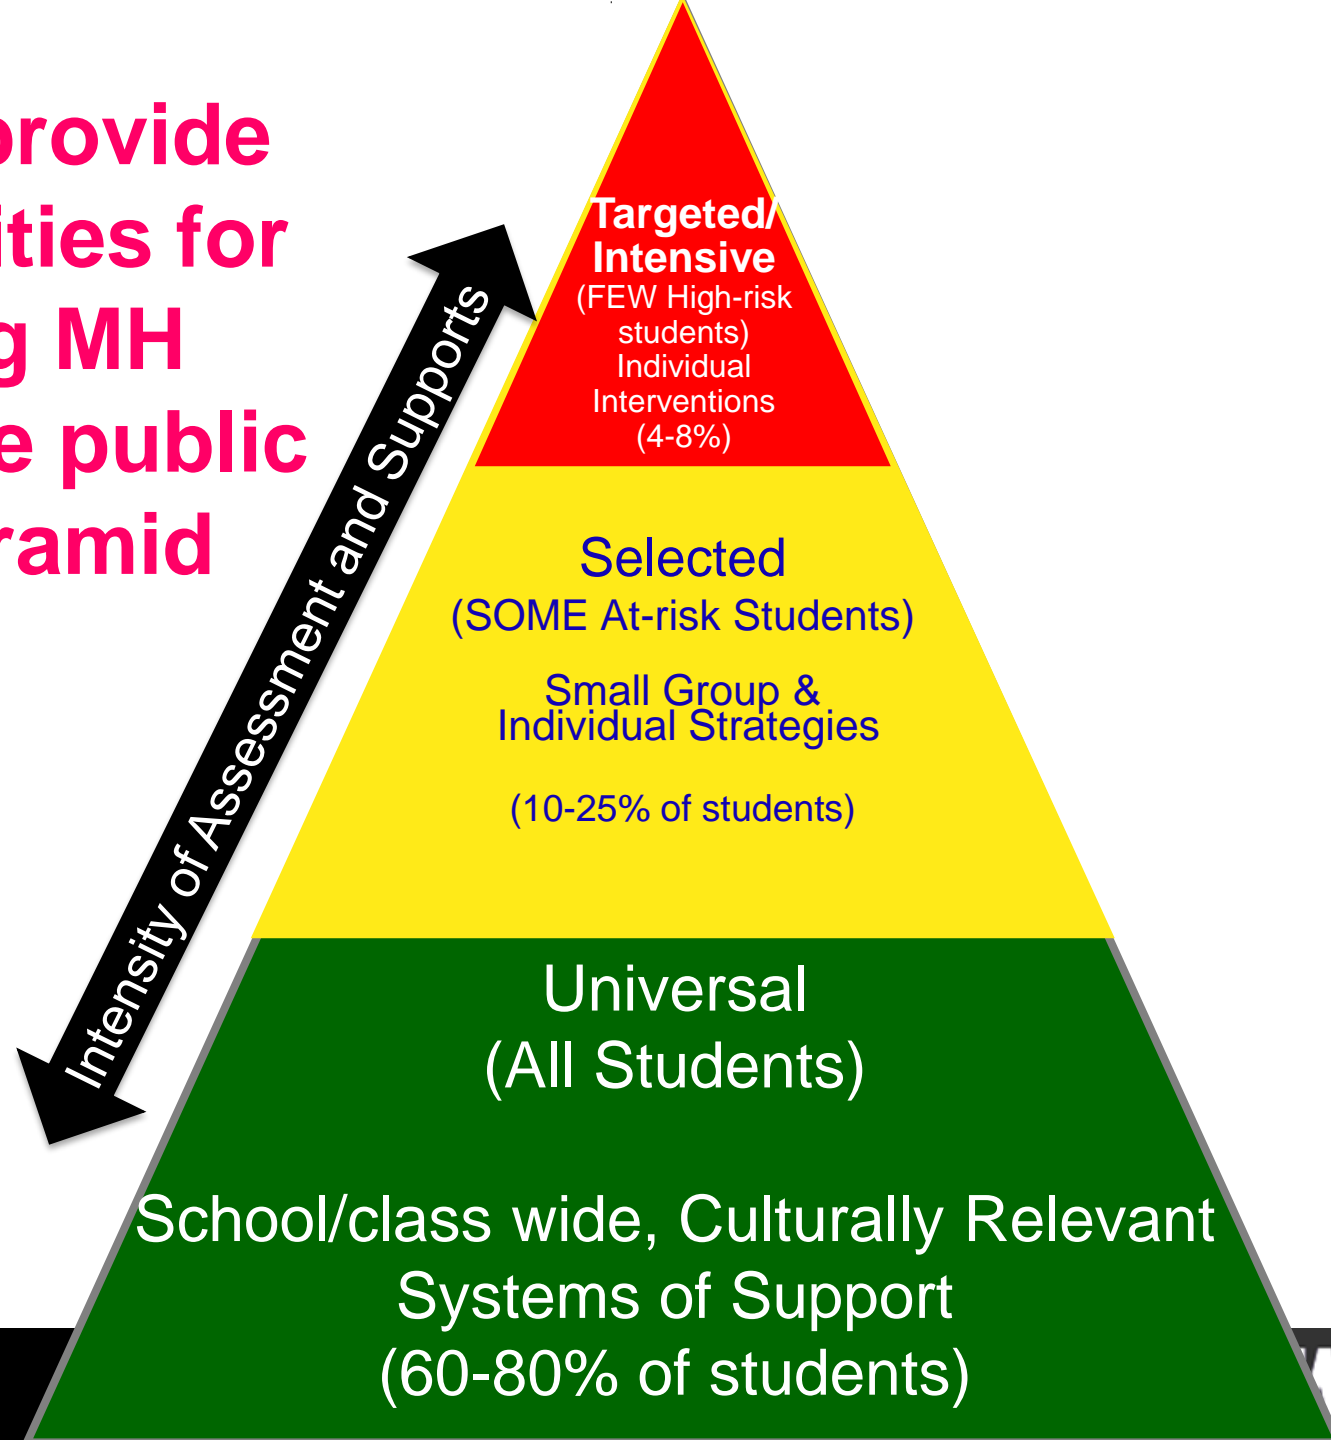 provide
ities for
g MH
e public
ramid
Intensity of Assessment and Supports
Targeted/
Intensive
(FEW High-risk
students)
Individual
Interventions
(4-8%)
Selected
(SOME At-risk Students)
Small Group &
Individual Strategies
(10-25% of students)
Universal
(All Students)
School/class wide, Culturally Relevant
Systems of Support
(60-80% of students)